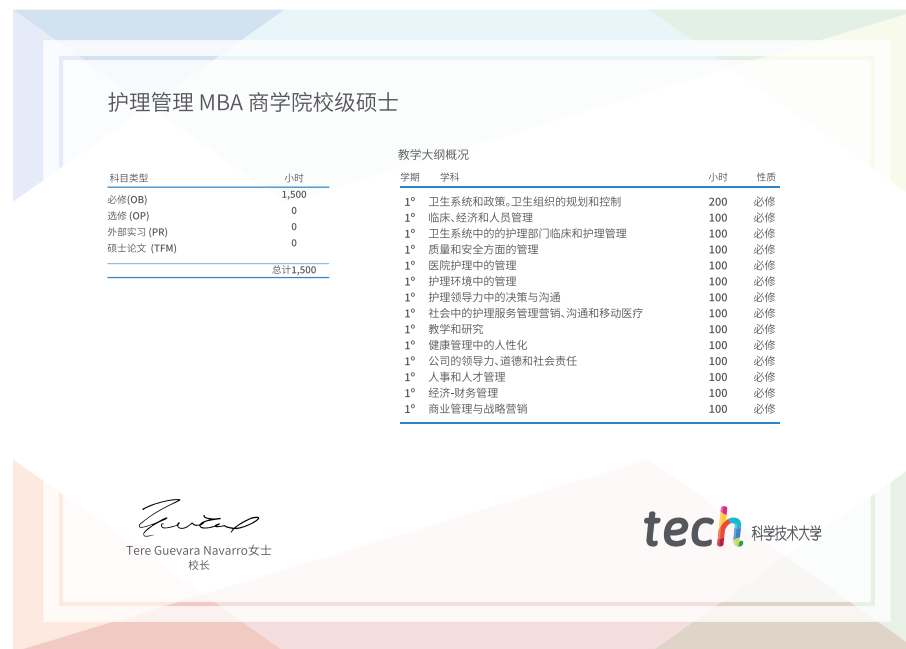 护理管理 MBA 商学院校级硕士
科目类型 小时
必修(OB) 1,500
选修 (OP) 0
外部实习 (PR) 0
硕士论文 (TFM) 0
总计1,500
教学大纲概况
学期 学科 小时 性质
1º 卫生系统和政策。卫生组织的规划和控制 200 必修
1º 临床、经济和人员管理 100 必修
1º 卫生系统中的的护理部门临床和护理管理 100 必修
1º 质量和安全方面的管理 100 必修
1º 医院护理中的管理 100 必修
1º 护理环境中的管理 100 必修
1º 护理领导力中的决策与沟通 100 必修
1º 社会中的护理服务管理营销、沟通和移动医疗 100 必修
1º 教学和研究 100 必修
1º 健康管理中的人性化 100 必修
1º 公司的领导力、道德和社会责任 100 必修
1º 人事和人才管理 100 必修
1º 经济-财务管理 100 必修
1º 商业管理与战略营销 100 必修
Tere Guevara Navarro女士
校长
tech 科学技术大学